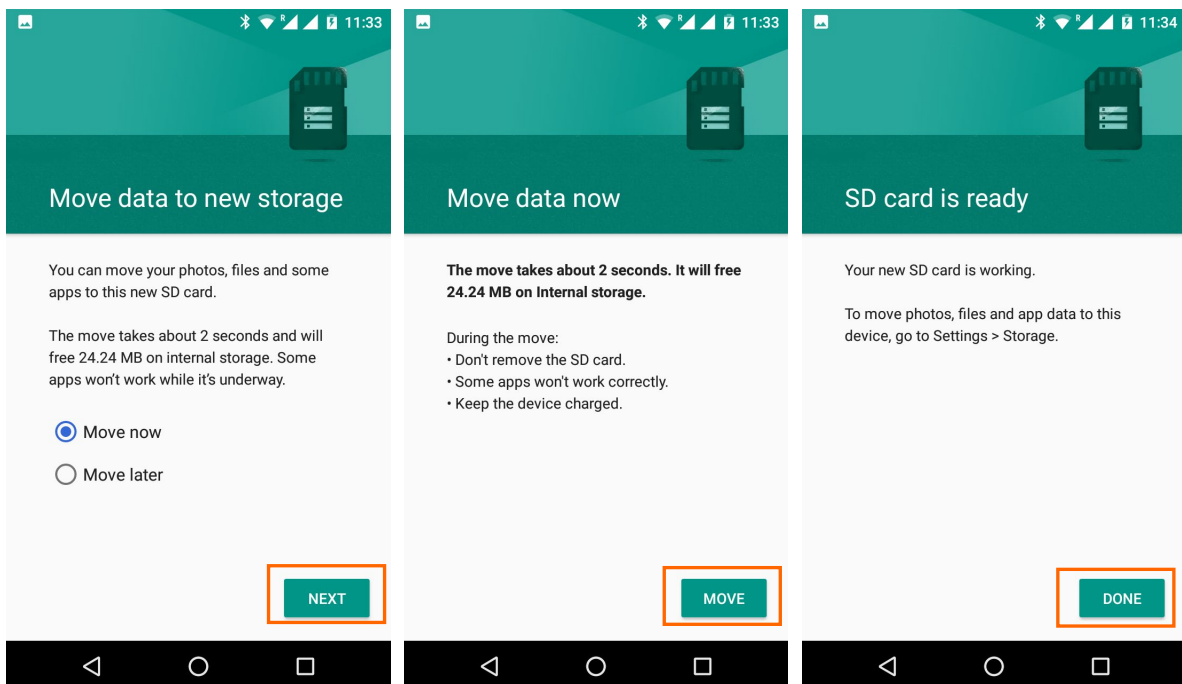 R 11:33
Move data to new storage
You can move your photos, files and some
apps to this new SD card.
The move takes about 2 seconds and will
free 24.24 MB on internal storage. Some
apps won’t work while it’s underway.
Move now
Move later
NEXT
R 11:33
Move data now
The move takes about 2 seconds. It will free
24.24 MB on Internal storage.
During the move:
• Don't remove the SD card.
• Some apps won't work correctly.
• Keep the device charged.
MOVE
R 11:34
SD card is ready
Your new SD card is working.
To move photos, files and app data to this
device, go to Settings > Storage.
DONE